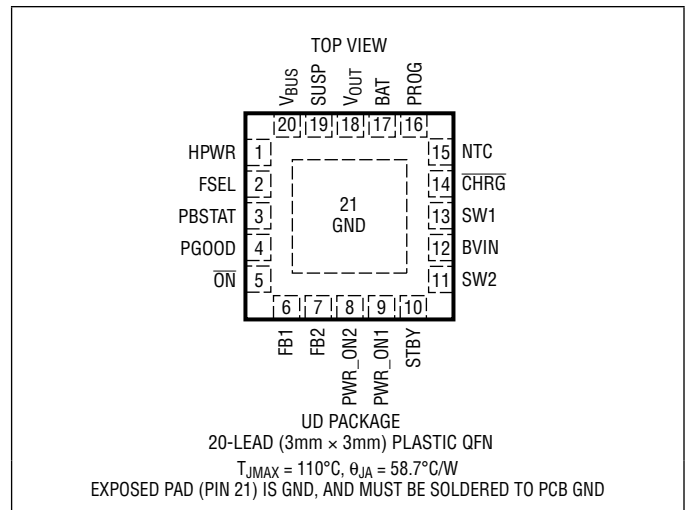 TOP VIEW
VBUS
SUSP
VOUT
BAT
PROG
20 19 18 17 16
HPWR 1
FSEL 2
PBSTAT 3
PGOOD 4
ON 5
15 NTC
14 CHRG
13 SW1
12 BVIN
11 SW2
21
GND
6 7 8 9 10
FB1
FB2
PWR_ON2
PWR_ON1
STBY
UD PACKAGE
20-LEAD (3mm × 3mm) PLASTIC QFN
TJMAX = 110°C, θJA = 58.7°C/W
EXPOSED PAD (PIN 21) IS GND, AND MUST BE SOLDERED TO PCB GND